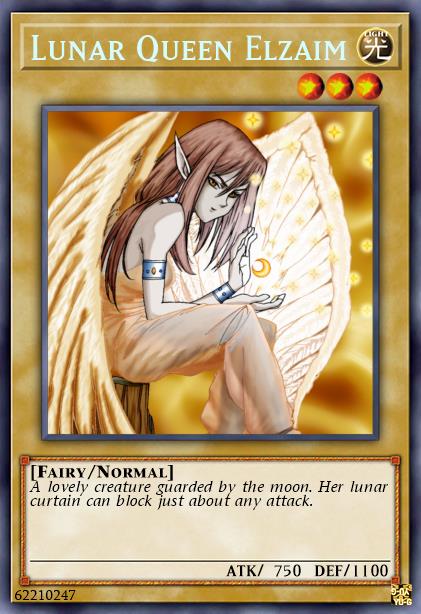 Lunar Queen Elzaim
LIGHT
光
[Fairy/Normal]
A lovely creature guarded by the moon. Her lunar
curtain can block just about any attack.
ATK/ 750 DEF/1100
62210247